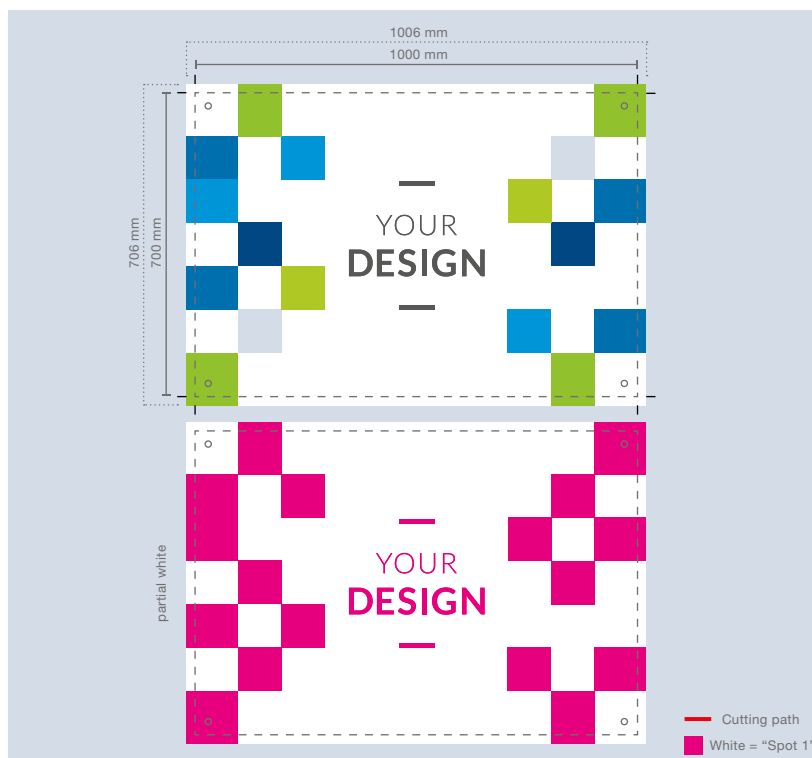 1006 mm
1000 mm
706 mm
700 mm
YOUR
DESIGN
partial white
YOUR
DESIGN
Cutting path
White = “Spot 1”